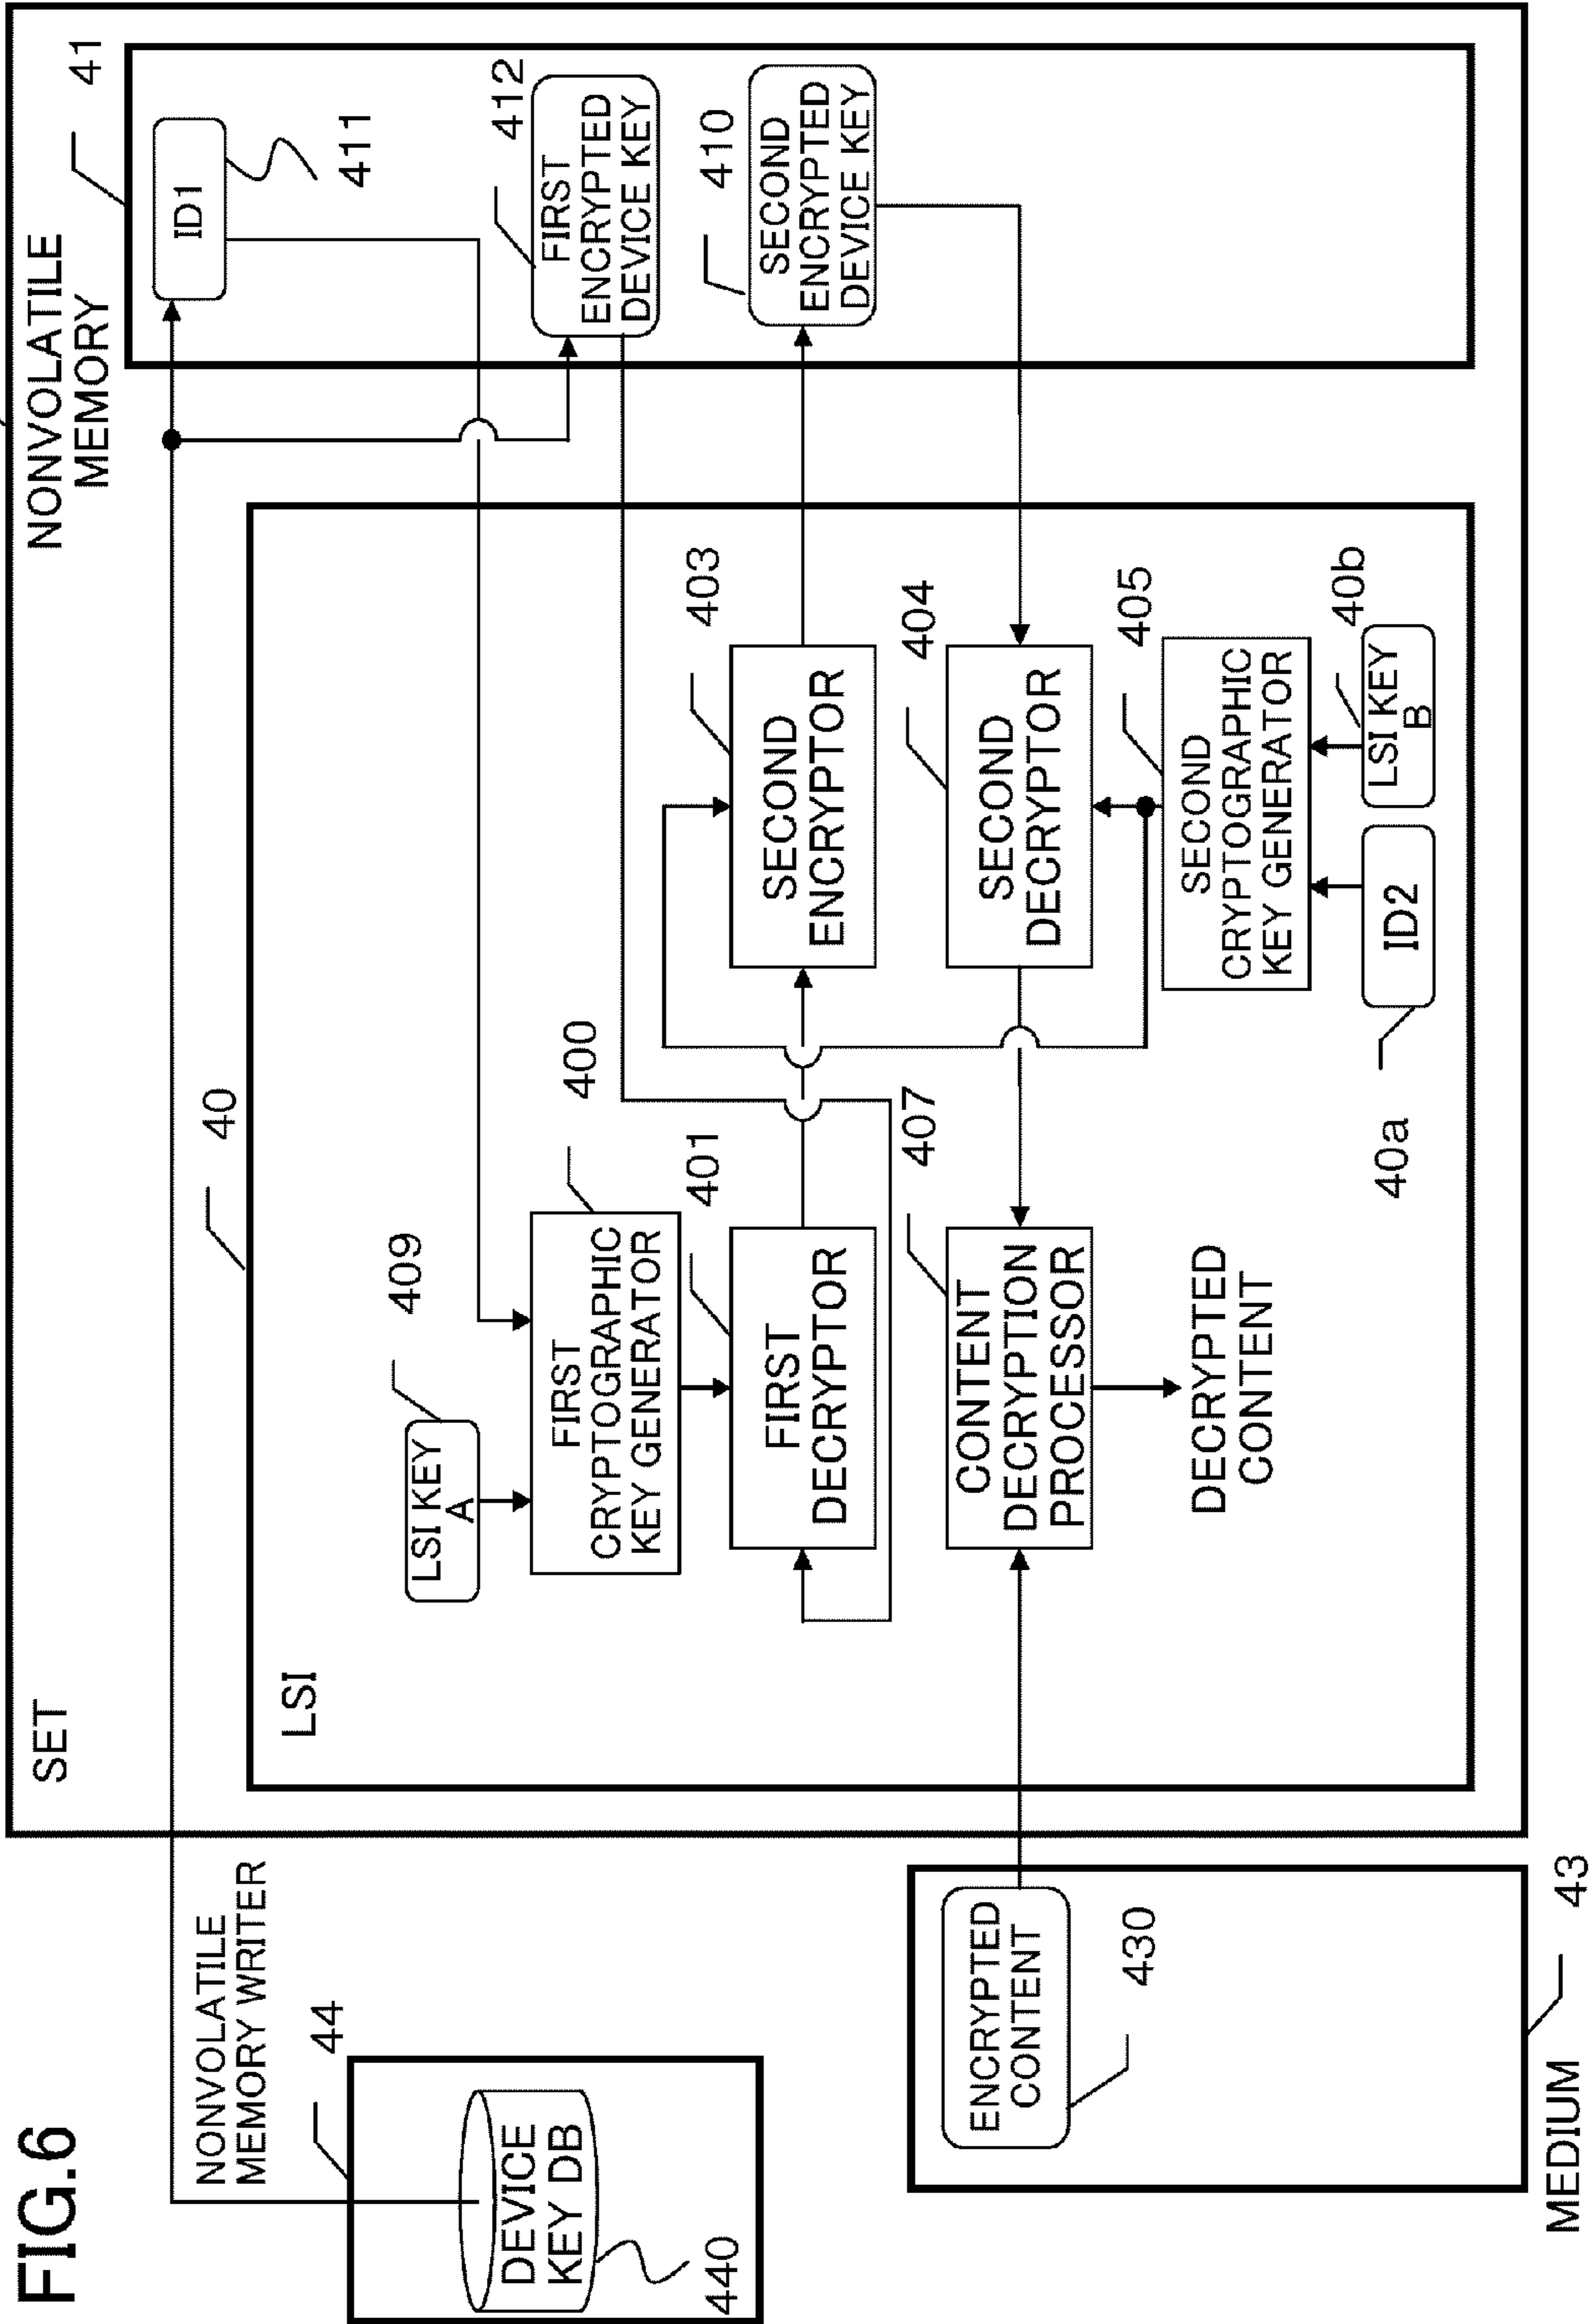 FIG.6
NONVOLATILE
MEMORY WRITER
44
DEVICE
KEY DB
440
MEDIUM
43
ENCRYPTED
CONTENT
430
SET
LSI
40
LSI KEY
A
409
FIRST
CRYPTOGRAPHIC
KEY GENERATOR
400
FIRST
DECRYPTOR
401
CONTENT
DECRYPTION
PROCESSOR
407
DECRYPTED
CONTENT
SECOND
ENCRYPTOR
403
SECOND
DECRYPTOR
404
SECOND
CRYPTOGRAPHIC
KEY GENERATOR
405
ID2
40a
LSI KEY
B
40b
NONVOLATILE
MEMORY
41
ID1
411
FIRST
ENCRYPTED
DEVICE KEY
412
SECOND
ENCRYPTED
DEVICE KEY
410